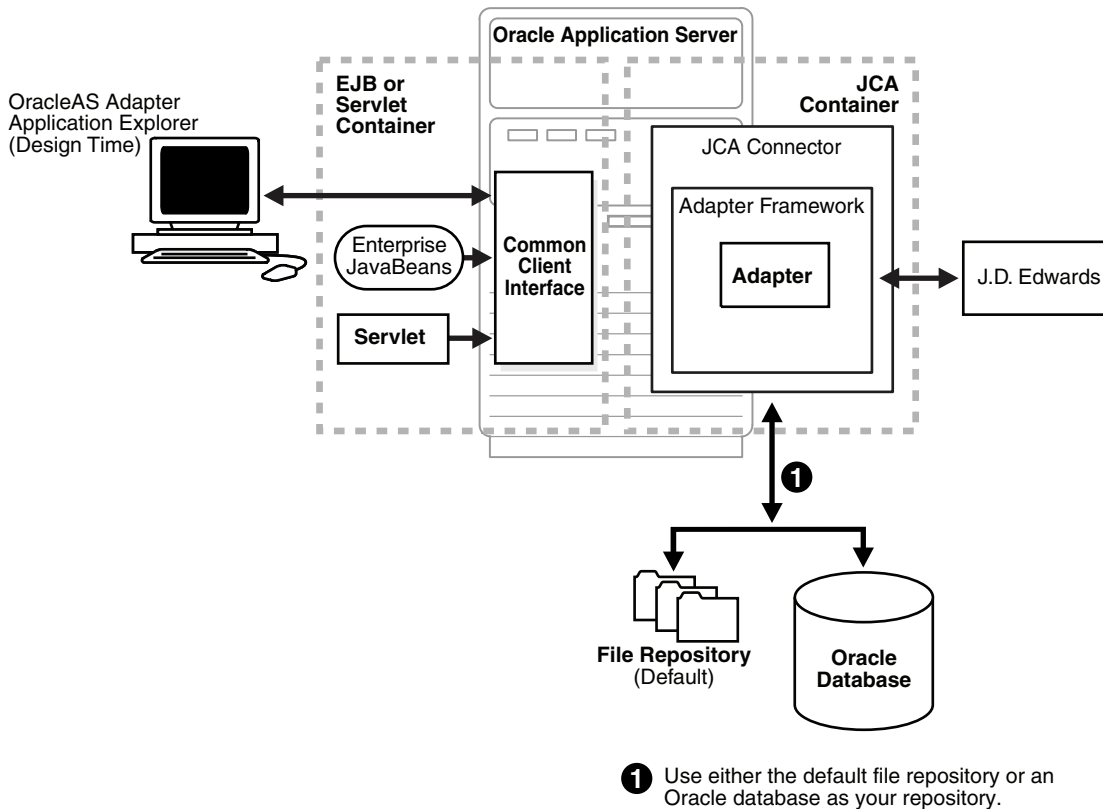 Oracle Application Server
OracleAS Adapter
Application Explorer
(Design Time)
EJB or
Servlet
Container
JCA
Container
JCA Connector
Adapter Framework
Adapter
Enterprise
JavaBeans
Servlet
Common
Client
Interface
J.D. Edwards
1
File Repository
(Default)
Oracle
Database
1 Use either the default file repository or an
Oracle database as your repository.